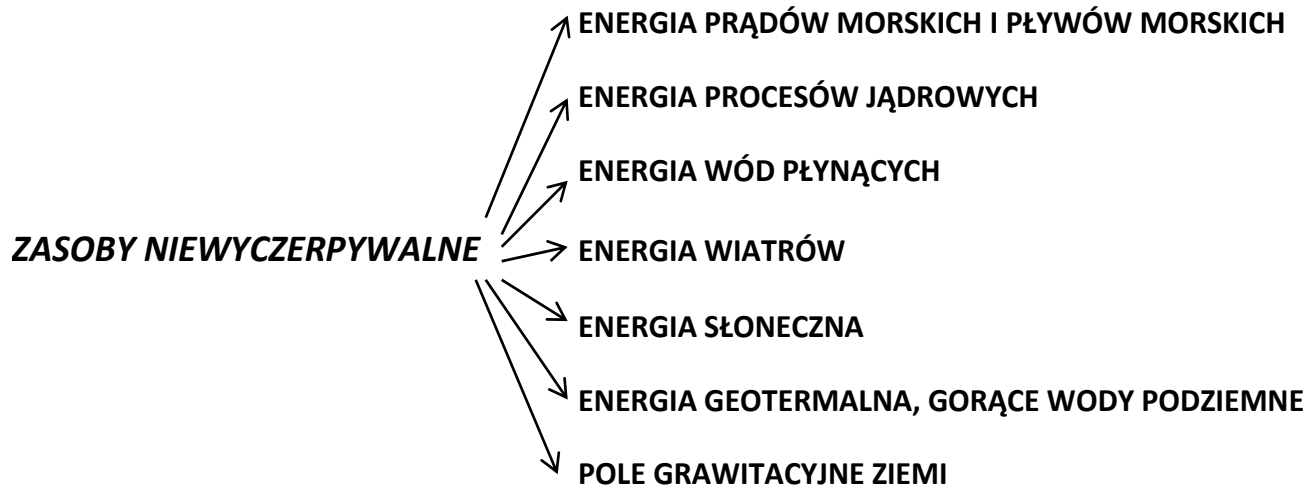 ENERGIA PRĄDÓW MORSKICH I PŁYWÓW MORSKICH
ENERGIA PROCESÓW JĄDROWYCH
ENERGIA WÓD PŁYNĄCYCH
ZASOBY NIEWYCZERPYWALNE
ENERGIA WIATRÓW
ENERGIA SŁONECZNA
ENERGIA GEOTERMALNA, GORĄCE WODY PODZIEMNE
POLE GRAWITACYJNE ZIEMI